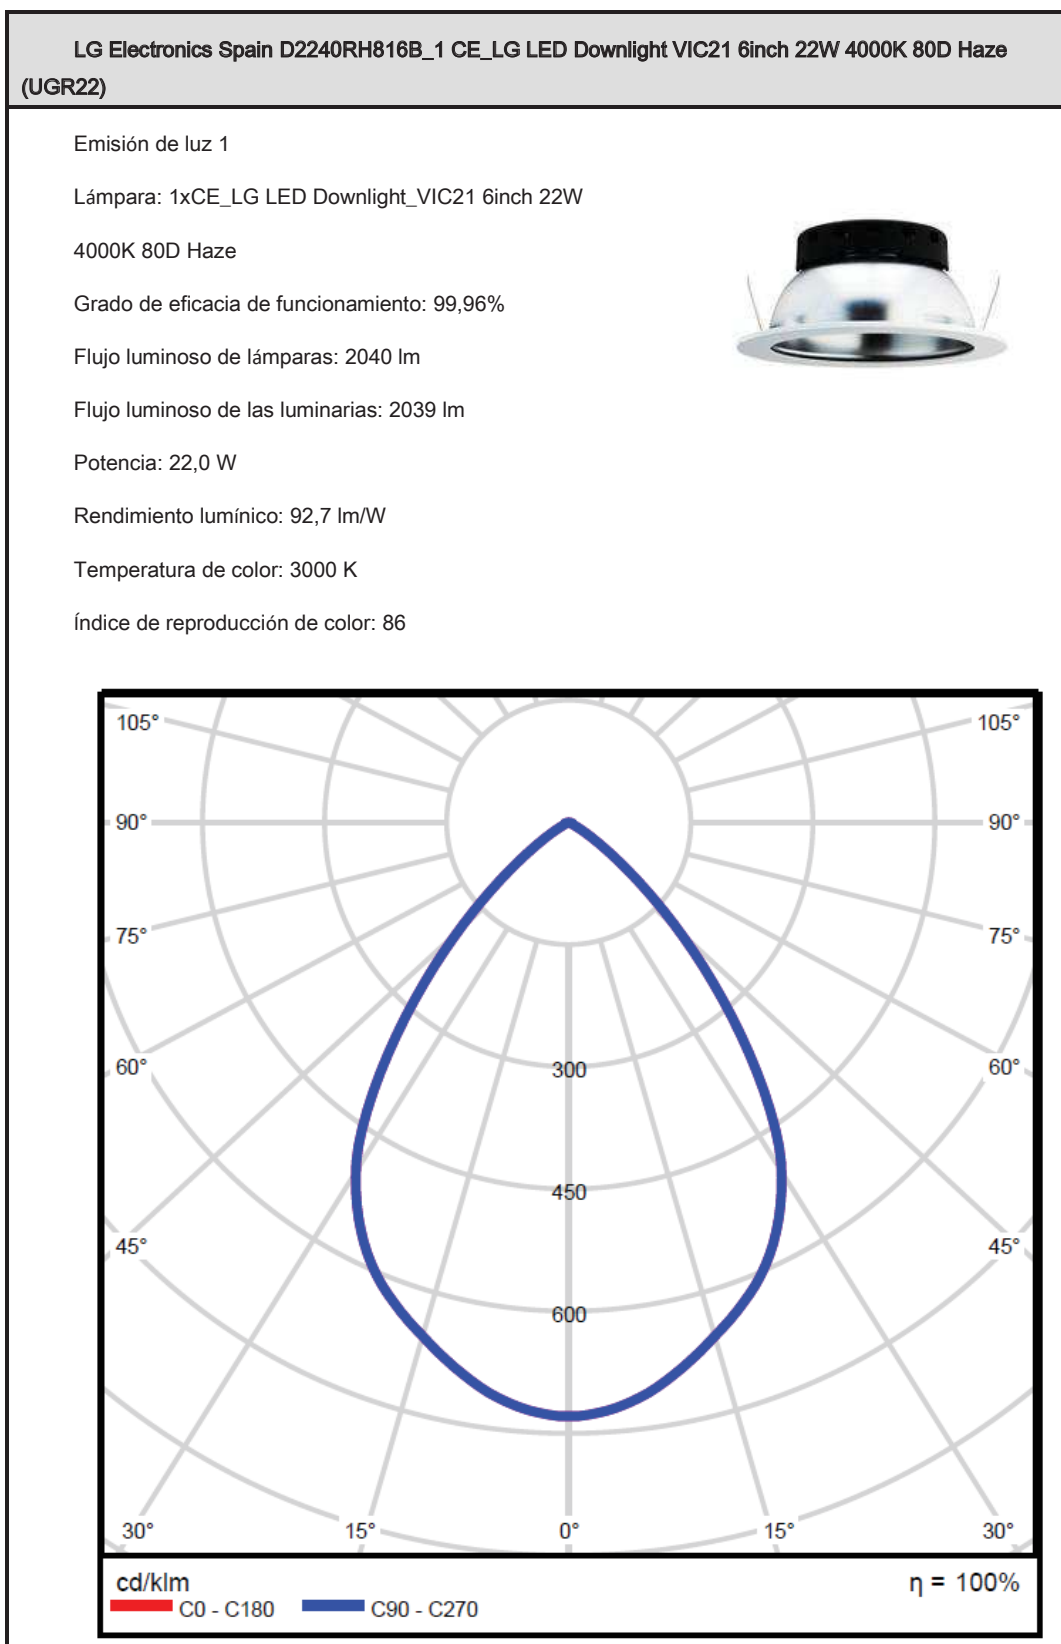 LG Electronics Spain D2240RH816B_1 CE_LG LED Downlight VIC21 6inch 22W 4000K 80D Haze
(UGR22)
Emisión de luz 1
Lámpara: 1xCE_LG LED Downlight_VIC21 6inch 22W
4000K 80D Haze
Grado de eficacia de funcionamiento: 99,96%
Flujo luminoso de lámparas: 2040 lm
Flujo luminoso de las luminarias: 2039 lm
Potencia: 22,0 W
Rendimiento lumínico: 92,7 lm/W
Temperatura de color: 3000 K
Índice de reproducción de color: 86
105° 105°
90° 90°
75° 75°
60° 300 60°
450
45° 45°
600
30° 15° 0° 15° 30°
cd/klm η = 100%
C0 - C180 C90 - C270